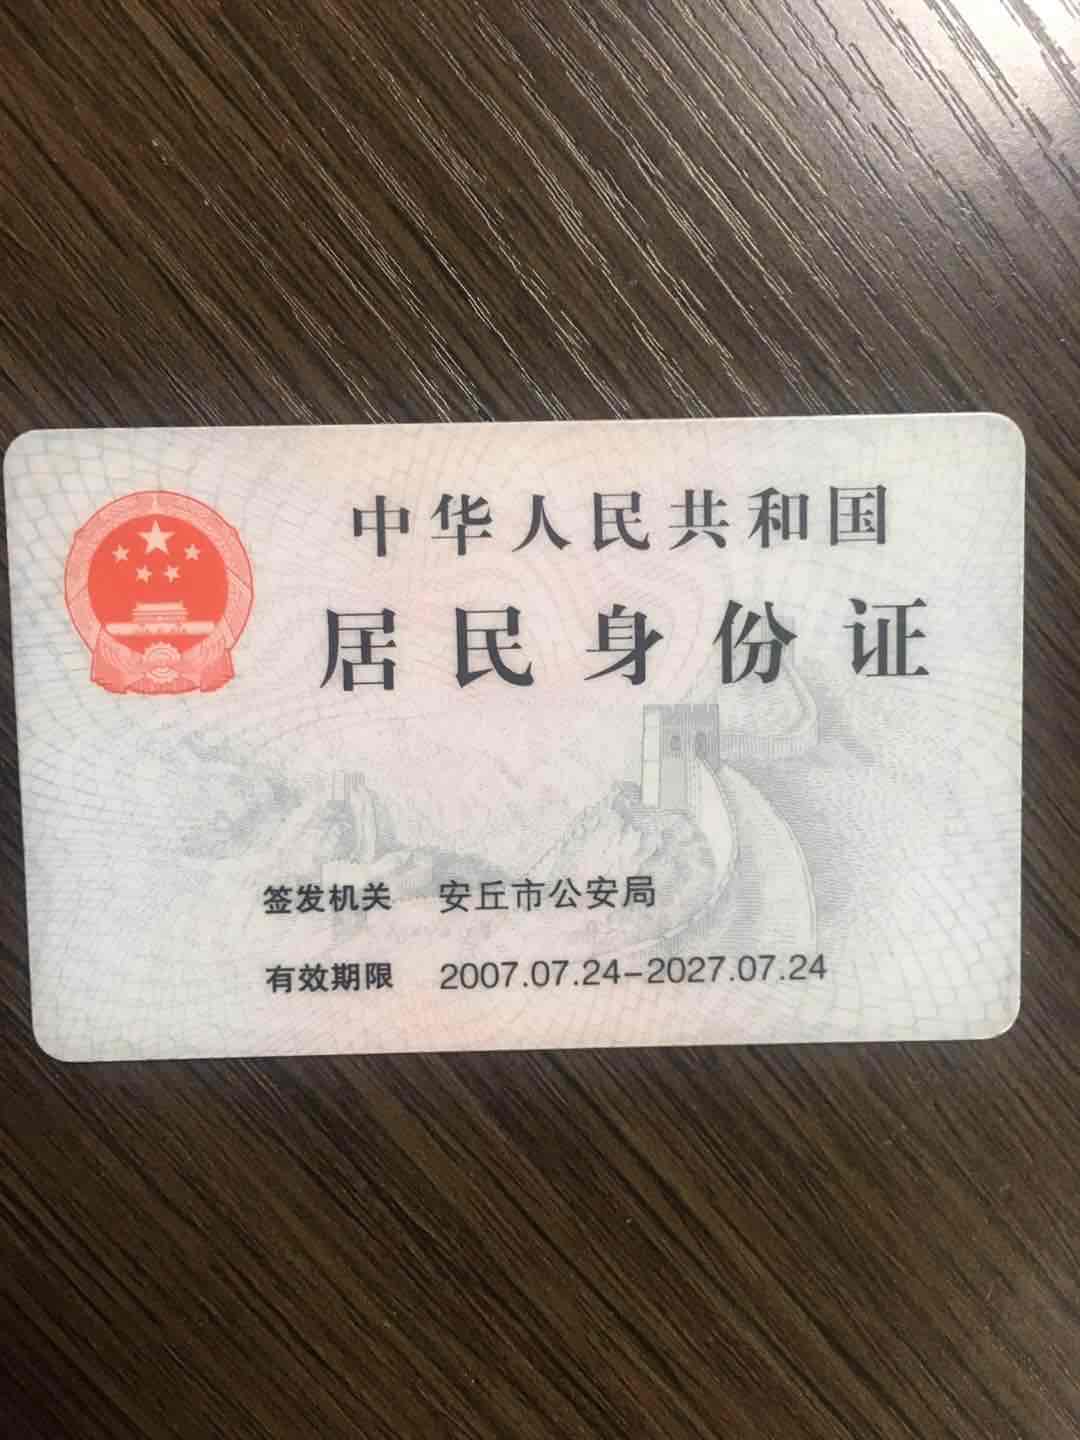 中华人民共和国
居民身份证
签发机关 安丘市公安局
有效期限 2007.07.24-2027.07.24